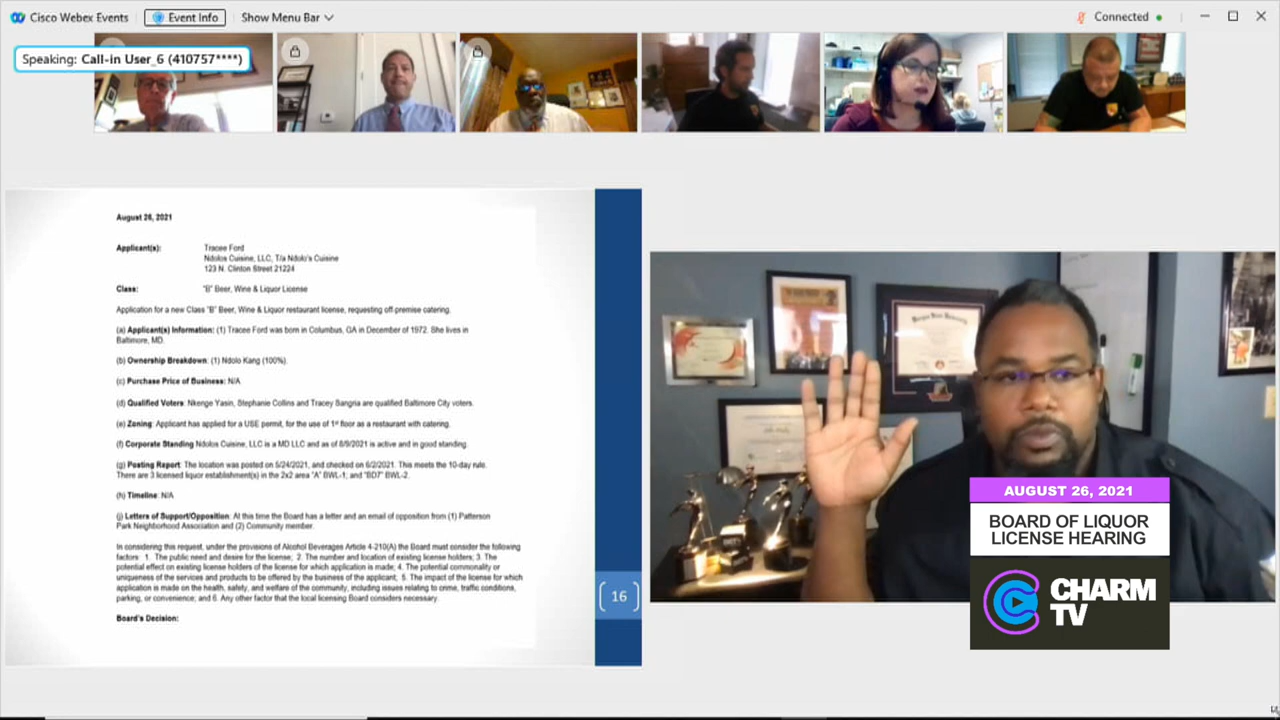 Cisco Webex Events
Event Info
Show Menu Bar
Connected
Speaking: Call-in User_6 (410757****)
August 26, 2021
Applicant(s): Tracee Ford
Ndolos Cuisine, LLC, T/a Ndolo's Cuisine
123 N. Clinton Street 21224
Class: "B" Beer, Wine & Liquor License
Application for a new Class "B" Beer, Wine & Liquor restaurant license, requesting off-premise catering.
(a) Applicant(s) Information: (1) Tracee Ford was born in Columbus, GA in December of 1972. She lives in
Baltimore, MD.
(b) Ownership Breakdown: (1) Ndolo Kang (100%).
(c) Purchase Price of Business: N/A
(d) Qualified Voters: Nkenge Yasin, Stephanie Collins and Tracey Sangria are qualified Baltimore City voters.
(e) Zoning: Applicant has applied for a USE permit, for the use of 1st floor as a restaurant with catering.
(f) Corporate Standing Ndolos Cuisine, LLC is a MD LLC and as of 8/9/2021 is active and in good standing.
(g) Posting Report: The location was posted on 5/24/2021, and checked on 6/2/2021. This meets the 10-day rule.
There are 3 licensed liquor establishment(s) in the 2x2 area "A" BWL-1; and "BD7" BWL-2.
(h) Timeline: N/A
(j) Letters of Support/Opposition: At this time the Board has a letter and an email of opposition from (1) Patterson
Park Neighborhood Association and (2) Community member.
In considering this request, under the provisions of Alcohol Beverages Article 4-210(A) the Board must consider the following
factors: 1. The public need and desire for the license; 2. The number and location of existing license holders; 3. The
potential effect on existing license holders of the license for which application is made; 4. The potential commonality or
uniqueness of the services and products to be offered by the business of the applicant; 5. The impact of the license for which
application is made on the health, safety, and welfare of the community, including issues relating to crime, traffic conditions,
parking, or convenience; and 6. Any other factor that the local licensing Board considers necessary.
Board's Decision:
16
AUGUST 26, 2021
BOARD OF LIQUOR
LICENSE HEARING
CHARM
TV